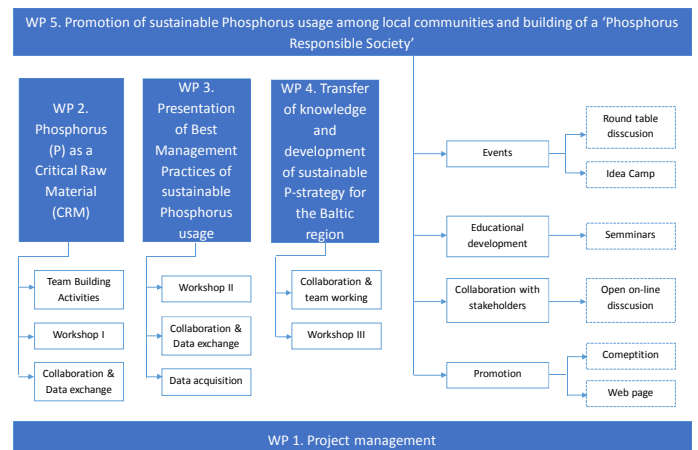 WP 5. Promotion of sustainable Phosphorus usage among local communities and building of a ‘Phosphorus
Responsible Society’
WP 2.
Phosphorus
(P) as a
Critical Raw
Material
(CRM)
Team Building
Activities
Workshop I
Collaboration &
Data exchange
WP 3.
Presentation
of Best
Management
Practices of
sustainable
Phosphorus
usage
Workshop II
Collaboration &
Data exchange
Data acquisition
WP 4. Transfer
of knowledge
and
development
of sustainable
P-strategy for
the Baltic
region
Collaboration &
team working
Workshop III
Events
Round table
disscusion
Idea Camp
Educational
development
Semminars
Collaboration with
stakeholders
Open on-line
disscusion
Promotion
Comeptition
Web page
WP 1. Project management